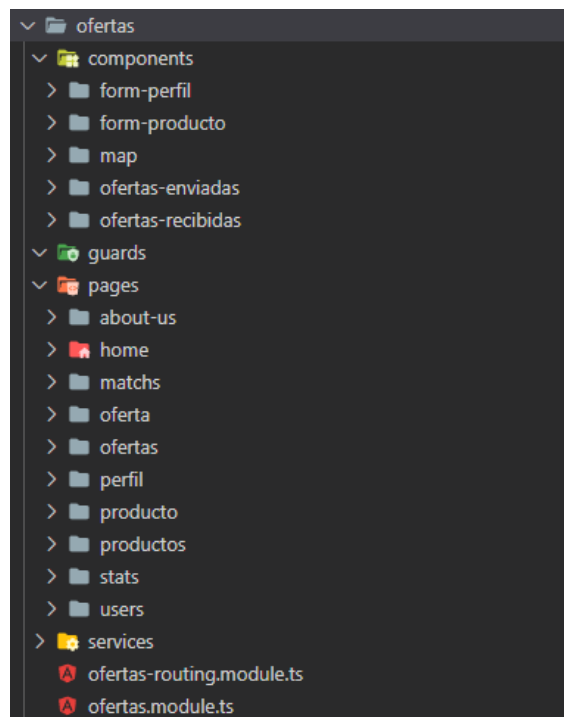 ofertas
components
form-perfil
form-producto
map
ofertas-enviadas
ofertas-recibidas
guards
pages
about-us
home
matchs
oferta
ofertas
perfil
producto
productos
stats
users
services
ofertas-routing.module.ts
ofertas.module.ts